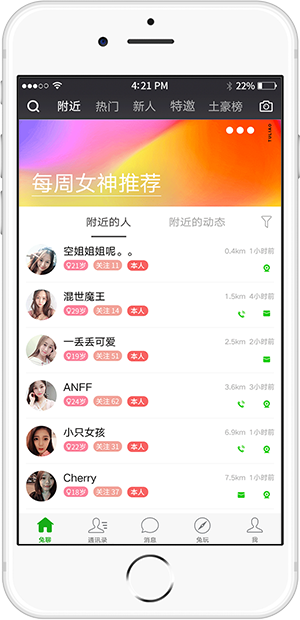 4:21 PM 22%
附近 热门 新人 特邀 土豪榜
TULIAO
每周女神推荐
附近的人 附近的动态
空姐姐姐呢。。 0.4km 1小时前
21岁 关注 11 本人
混世魔王 1.5km 4小时前
29岁 关注 14 本人
一丢丢可爱 2.5km 2小时前
19岁 关注 51 本人
ANFF 3.6km 3小时前
24岁 关注 62 本人
小只女孩 6.9km 1小时前
22岁 关注 31 本人
Cherry 7.5km 1小时前
18岁 关注 37 本人
兔聊 通讯录 消息 兔玩 我